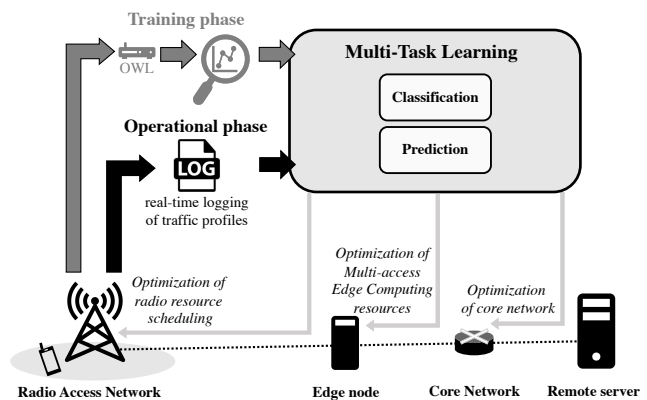 Training phase
OWL
Multi-Task Learning
Classification
Prediction
Operational phase
LOG
real-time logging
of traffic profiles
Optimization of
radio resource
scheduling
Optimization of
Multi-access
Edge Computing
resources
Optimization
of core network
Radio Access Network
Edge node
Core Network
Remote server